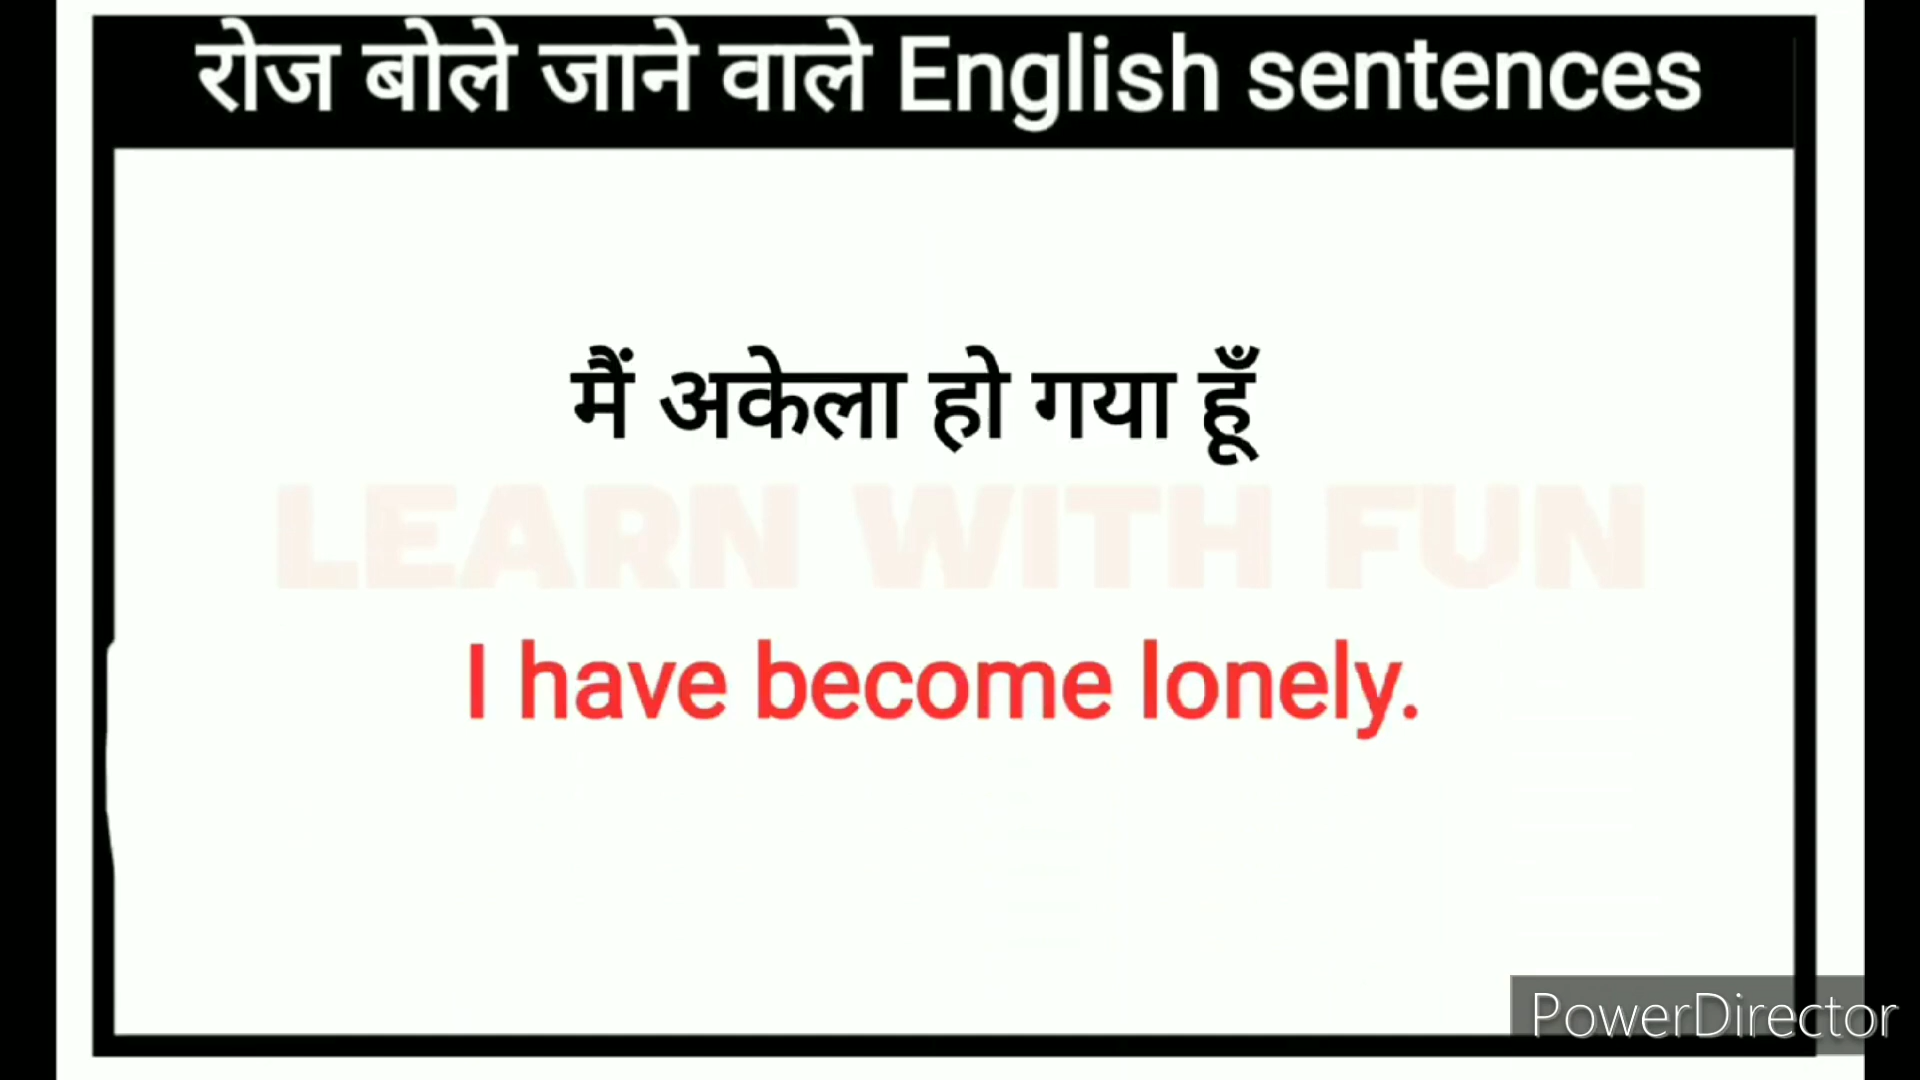 रोज बोले जाने वाले English sentences
मैं अकेला हो गया हूँ
LEARN WITH FUN
I have become lonely.
PowerDirector